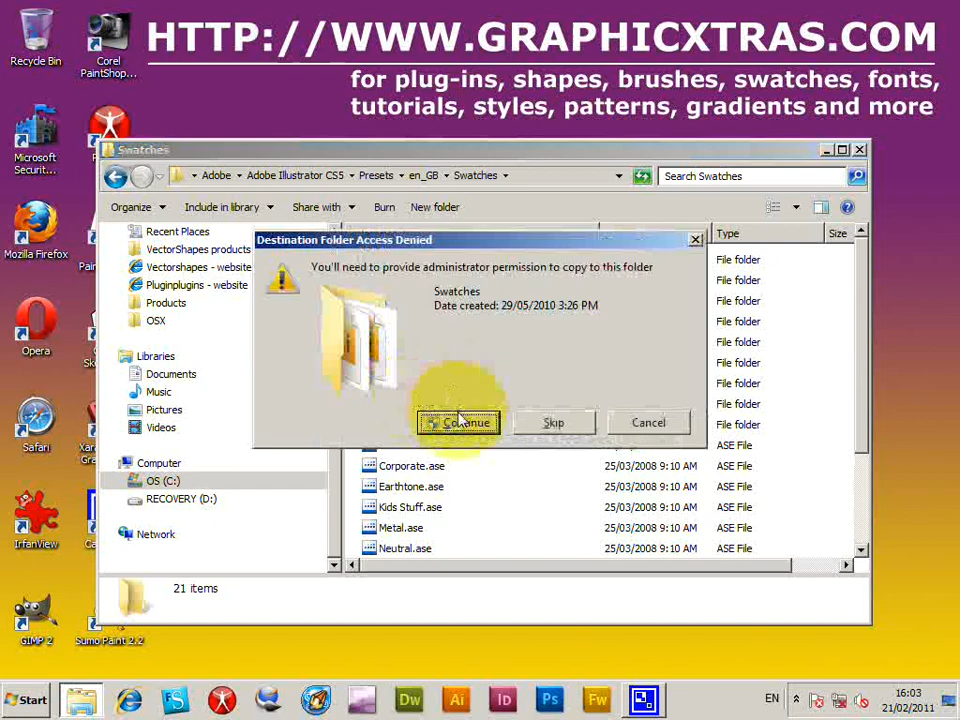 HTTP://WWW.GRAPHICXTRAS.COM
for plug-ins, shapes, brushes, swatches, fonts,
tutorials, styles, patterns, gradients and more
Recycle Bin
Corel
PaintShop...
Microsoft
Securit...
Mozilla Firefox
Opera
Safari
IrfanView
GIMP 2
Sumo Paint 2.2
Swatches
Adobe
Adobe Illustrator CS5
Presets
en_GB
Swatches
Search Swatches
Organize
Include in library
Share with
Burn
New folder
Recent Places
VectorShapes products
Vectorshapes - website
Pluginplugins - website
Products
OSX
Libraries
Documents
Music
Pictures
Videos
Computer
OS (C:)
RECOVERY (D:)
Network
Destination Folder Access Denied
You'll need to provide administrator permission to copy to this folder
Swatches
Date created: 29/05/2010 3:26 PM
Continue
Skip
Cancel
Type
Size
File folder
File folder
File folder
File folder
File folder
File folder
File folder
File folder
File folder
ASE File
Corporate.ase 25/03/2008 9:10 AM ASE File
Earthtone.ase 25/03/2008 9:10 AM ASE File
Kids Stuff.ase 25/03/2008 9:10 AM ASE File
Metal.ase 25/03/2008 9:10 AM ASE File
Neutral.ase 25/03/2008 9:10 AM ASE File
21 items
Start
FS
Dw
Ai
Id
Ps
Fw
EN
16:03
21/02/2011